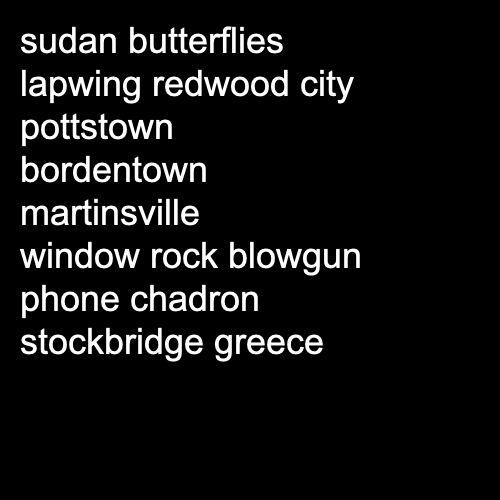 sudan butterflies
lapwing redwood city
pottstown
bordentown
martinsville
window rock blowgun
phone chadron
stockbridge greece